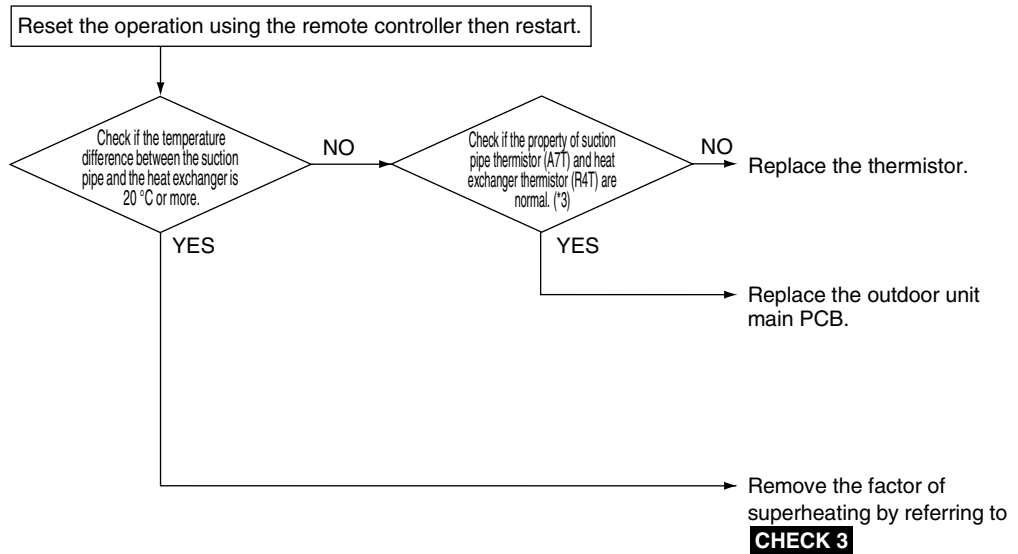 Reset the operation using the remote controller then restart.
Check if the temperature
difference between the suction
pipe and the heat exchanger is
20 °C or more.
NO
Check if the property of suction
pipe thermistor (A7T) and heat
exchanger thermistor (R4T) are
normal. (*3)
NO
Replace the thermistor.
YES
YES
Replace the outdoor unit
main PCB.
Remove the factor of
superheating by referring to
CHECK 3